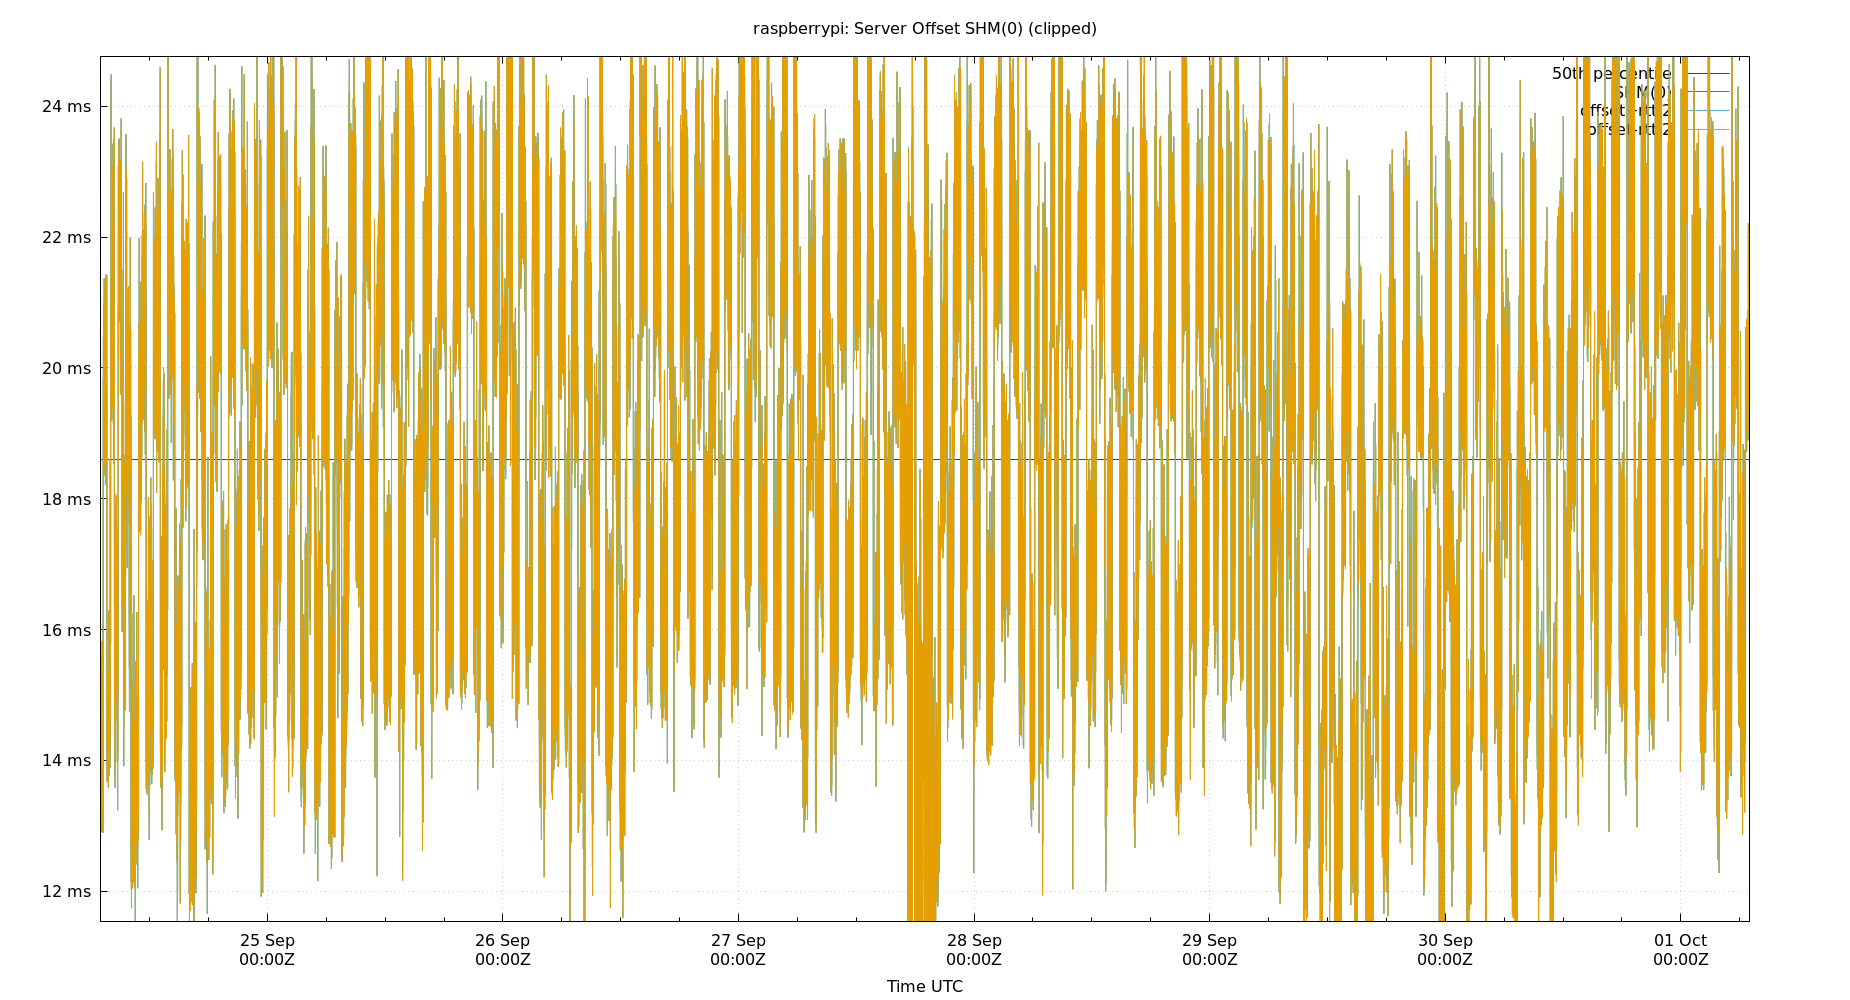 raspberrypi: Server Offset SHM(0) (clipped)
50th percentile
SHM(0)
24 ms
22 ms
20 ms
18 ms
16 ms
14 ms
12 ms
25 Sep 26 Sep 27 Sep 28 Sep 29 Sep 30 Sep 01 Oct
00:00Z 00:00Z 00:00Z 00:00Z 00:00Z 00:00Z 00:00Z
Time UTC